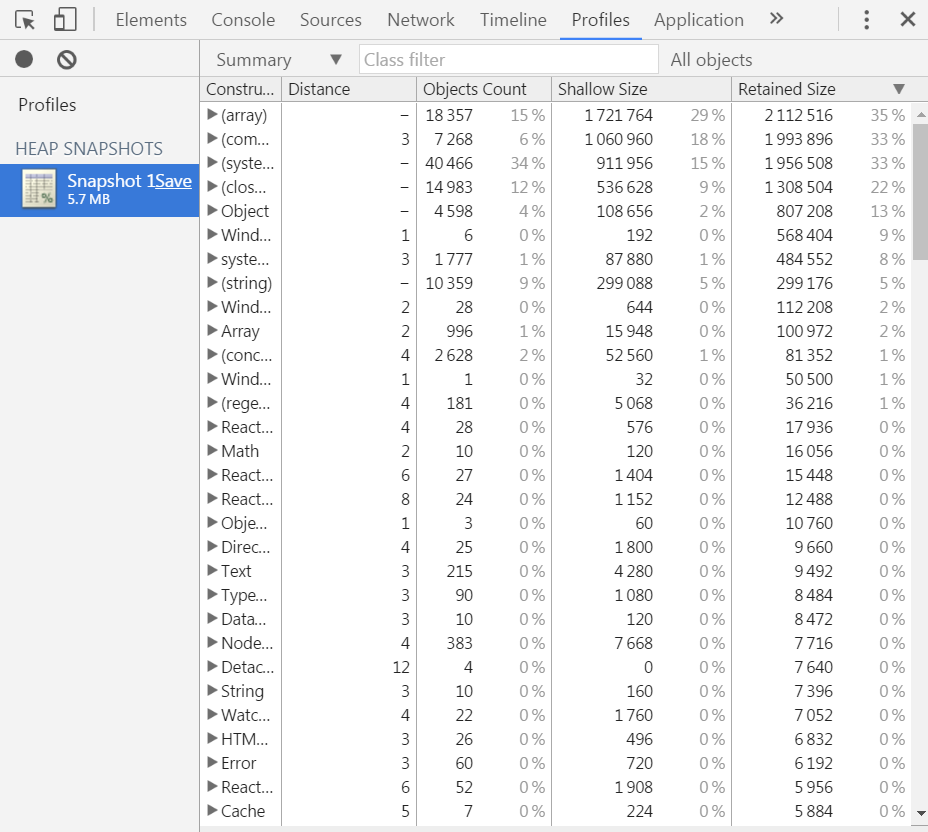 Elements Console Sources Network Timeline Profiles Application »
Summary ▼ Class filter All objects
Profiles
HEAP SNAPSHOTS
Snapshot 1 Save
5.7 MB
Constru... Distance Objects Count Shallow Size Retained Size ▼
(array) – 18 357 15 % 1 721 764 29 % 2 112 516 35 %
(com... 3 7 268 6 % 1 060 960 18 % 1 993 896 33 %
(syste... – 40 466 34 % 911 956 15 % 1 956 508 33 %
(clos... – 14 983 12 % 536 628 9 % 1 308 504 22 %
Object – 4 598 4 % 108 656 2 % 807 208 13 %
Wind... 1 6 0 % 192 0 % 568 404 9 %
syste... 3 1 777 1 % 87 880 1 % 484 552 8 %
(string) – 10 359 9 % 299 088 5 % 299 176 5 %
Wind... 2 28 0 % 644 0 % 112 208 2 %
Array 2 996 1 % 15 948 0 % 100 972 2 %
(conc... 4 2 628 2 % 52 560 1 % 81 352 1 %
Wind... 1 1 0 % 32 0 % 50 500 1 %
(rege... 4 181 0 % 5 068 0 % 36 216 1 %
React... 4 28 0 % 576 0 % 17 936 0 %
Math 2 10 0 % 120 0 % 16 056 0 %
React... 6 27 0 % 1 404 0 % 15 448 0 %
React... 8 24 0 % 1 152 0 % 12 488 0 %
Obje... 1 3 0 % 60 0 % 10 760 0 %
Direc... 4 25 0 % 1 800 0 % 9 660 0 %
Text 3 215 0 % 4 280 0 % 9 492 0 %
Type... 3 90 0 % 1 080 0 % 8 484 0 %
Data... 3 10 0 % 120 0 % 8 472 0 %
Node... 4 383 0 % 7 668 0 % 7 716 0 %
Detac... 12 4 0 % 0 0 % 7 640 0 %
String 3 10 0 % 160 0 % 7 396 0 %
Watc... 4 22 0 % 1 760 0 % 7 052 0 %
HTM... 3 26 0 % 496 0 % 6 832 0 %
Error 3 60 0 % 720 0 % 6 192 0 %
React... 6 52 0 % 1 908 0 % 5 956 0 %
Cache 5 7 0 % 224 0 % 5 884 0 %